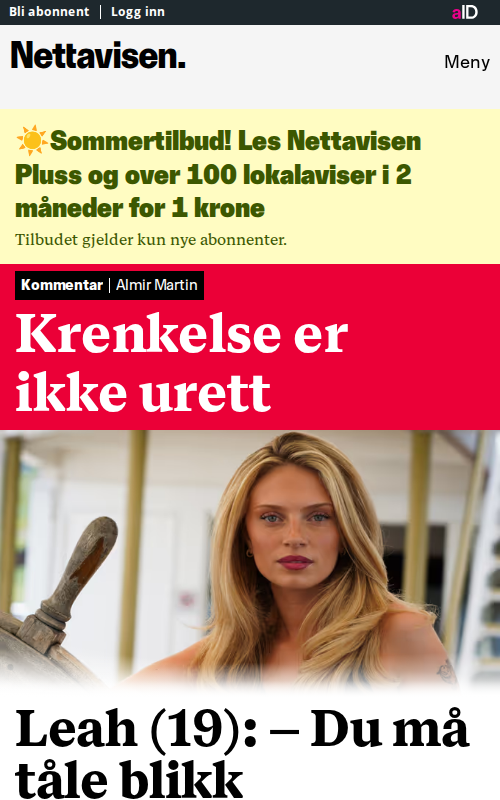 Bli abonnent | Logg inn
aID
Nettavisen.
Meny
☀️Sommertilbud! Les Nettavisen
Pluss og over 100 lokalaviser i 2
måneder for 1 krone
Tilbudet gjelder kun nye abonnenter.
Kommentar | Almir Martin
Krenkelse er
ikke urett
Leah (19): – Du må
tåle blikk